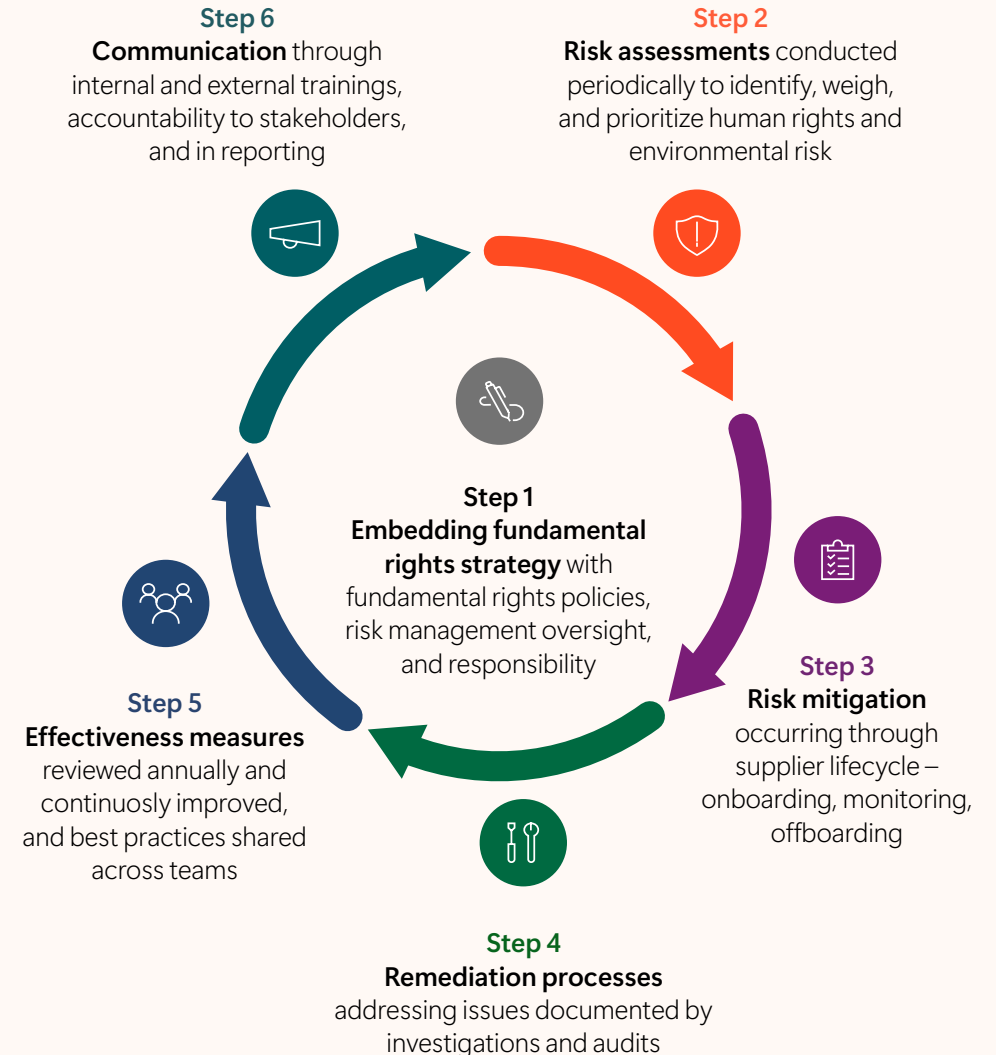 Step 6
Communication through
internal and external trainings,
accountability to stakeholders,
and in reporting
Step 2
Risk assessments conducted
periodically to identify, weigh,
and prioritize human rights and
environmental risk
Step 1
Embedding fundamental
rights strategy with
fundamental rights policies,
risk management oversight,
and responsibility
Step 3
Risk mitigation
occurring through
supplier lifecycle –
onboarding, monitoring,
offboarding
Step 5
Effectiveness measures
reviewed annually and
continuosly improved,
and best practices shared
across teams
Step 4
Remediation processes
addressing issues documented by
investigations and audits